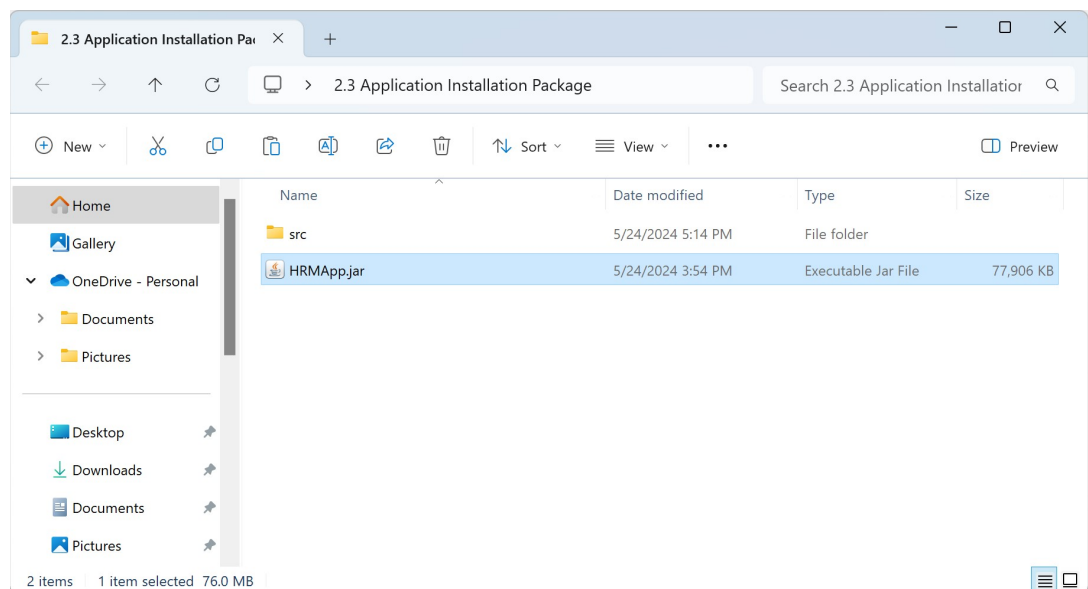 2.3 Application Installation Pac
2.3 Application Installation Package
Search 2.3 Application Installation
New
Sort
View
Preview
Name Date modified Type Size
Home
Gallery
OneDrive - Personal
Documents
Pictures
Desktop
Downloads
Documents
Pictures
src 5/24/2024 5:14 PM File folder
HRMApp.jar 5/24/2024 3:54 PM Executable Jar File 77,906 KB
2 items 1 item selected 76.0 MB